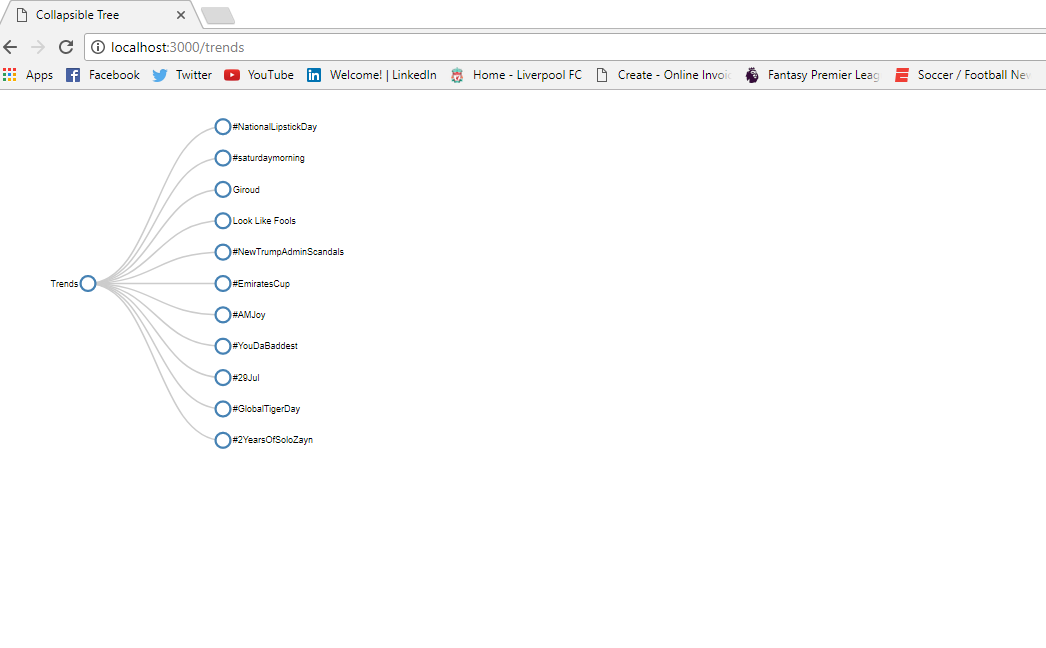 Collapsible Tree
localhost:3000/trends
Apps Facebook Twitter YouTube Welcome! | LinkedIn Home - Liverpool FC Create - Online Invoic Fantasy Premier Leag Soccer / Football Nev
#NationalLipstickDay
#saturdaymorning
Giroud
Look Like Fools
#NewTrumpAdminScandals
Trends #EmiratesCup
#AMJoy
#YouDaBaddest
#29Jul
#GlobalTigerDay
#2YearsOfSoloZayn